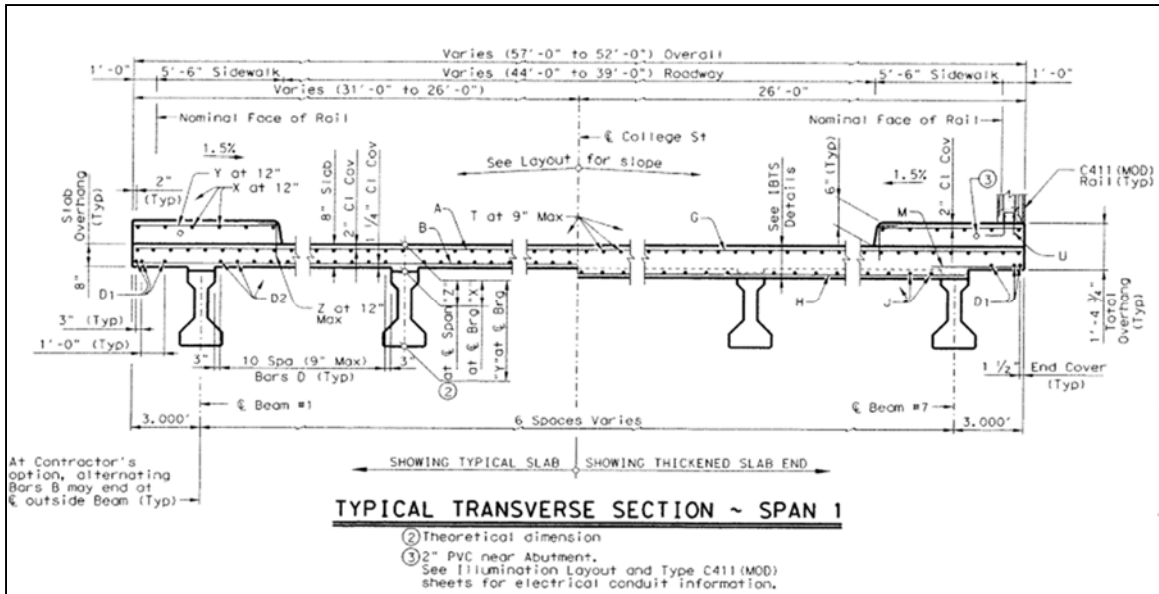 Varies (57'-0" to 52'-0") Overall
1'-0"
5'-6" Sidewalk
Varies (44'-0" to 39'-0") Roadway
5'-6" Sidewalk
1'-0"
Varies (31'-0" to 26'-0")
26'-0"
Nominal Face of Rail
℄ College St
Nominal Face of Rail
1.5%
Y at 12"
X at 12"
2"
(Typ)
Slab
Overhang
(Typ)
8"
8" Slab
2" Cl Cov
1 1/4" Cl Cov
See Layout for slope
A
B
T at 9" Max
G
See IBTS
Details
6" (Typ)
1.5%
M
2" Cl Cov
3
C411(MOD)
Rail(Typ)
U
D1
D2
Z at 12"
Max
H
J
D1
1'-4 3/4"
Total
Overhang
(Typ)
3" (Typ)
1'-0" (Typ)
3"
10 Spa (9" Max)
Bars D (Typ)
3"
at ℄ Span "Z"
at ℄ Brg "X"
"Y" at ℄ Brg
2
1 1/2" End Cover
(Typ)
℄ Beam #1
℄ Beam #7
3.000'
6 Spaces Varies
3.000'
At Contractor's
option, alternating
Bars B may end at
℄ outside Beam (Typ)
SHOWING TYPICAL SLAB
SHOWING THICKENED SLAB END
TYPICAL TRANSVERSE SECTION ~ SPAN 1
2 Theoretical dimension
3 2" PVC near Abutment.
See Illumination Layout and Type C411(MOD)
sheets for electrical conduit information.